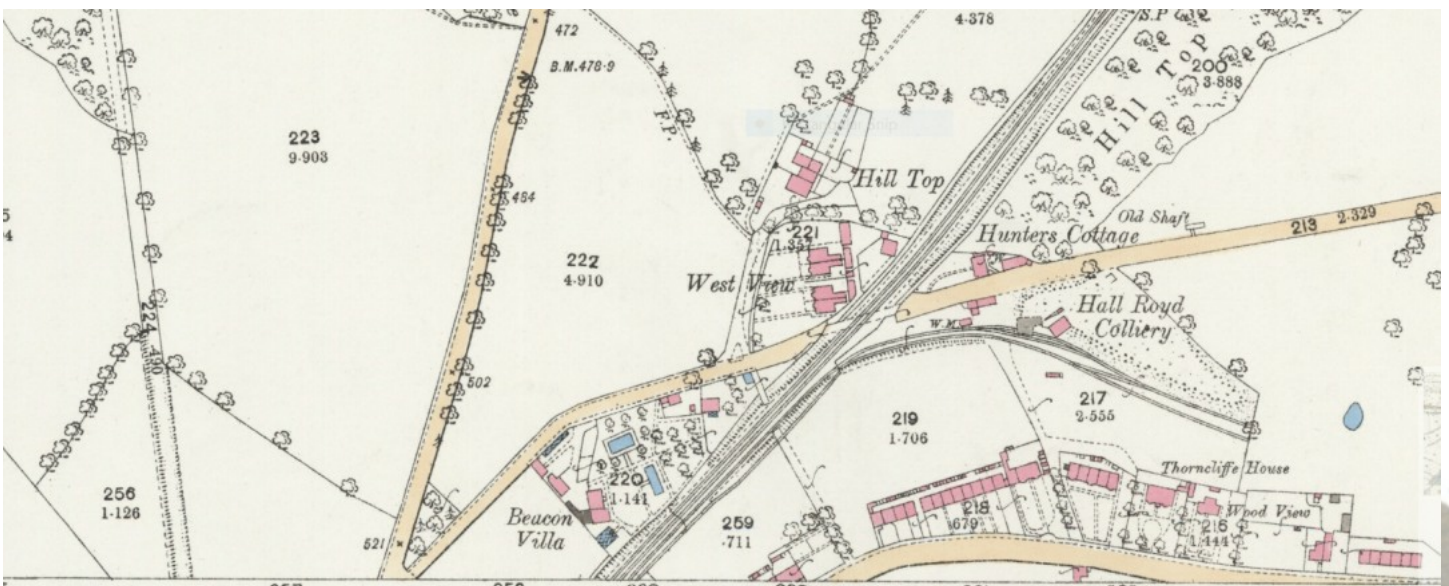 472
B.M.478·9
4·378
S.P
200
3·888
Hill Top
223
9·903
F.P.
484
Hill Top
Old Shaft
213
2·329
Hunters Cottage
221
222
4·910
West View
224
·490
Hall Royd
Colliery
W.M.
502
219
1·706
217
2·555
Thorncliffe House
256
1·126
220
1·141
Beacon
Villa
259
·711
218
·679
Wood View
216
1·444
521